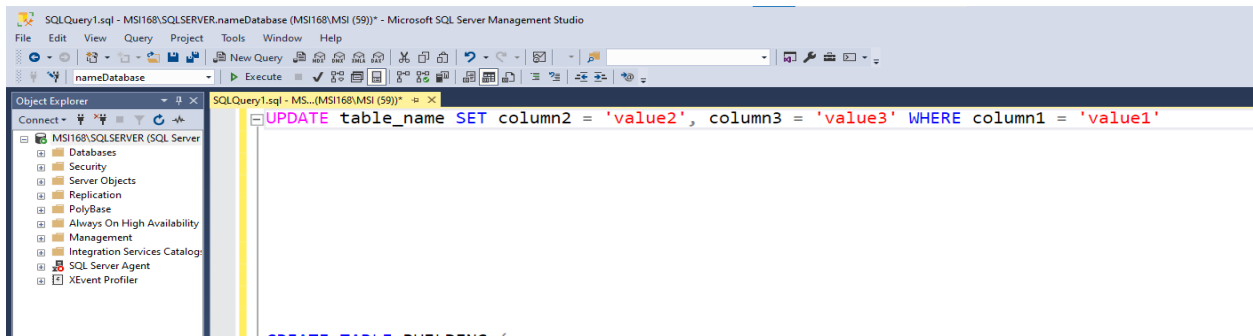 SQLQuery1.sql - MSI168\SQLSERVER.nameDatabase (MSI168\MSI (59))* - Microsoft SQL Server Management Studio
File Edit View Query Project Tools Window Help
New Query
nameDatabase Execute
Object Explorer
SQLQuery1.sql - MS...(MSI168\MSI (59))*
Connect
UPDATE table_name SET column2 = 'value2', column3 = 'value3' WHERE column1 = 'value1'
MSI168\SQLSERVER (SQL Server
Databases
Security
Server Objects
Replication
PolyBase
Always On High Availability
Management
Integration Services Catalogs
SQL Server Agent
XEvent Profiler